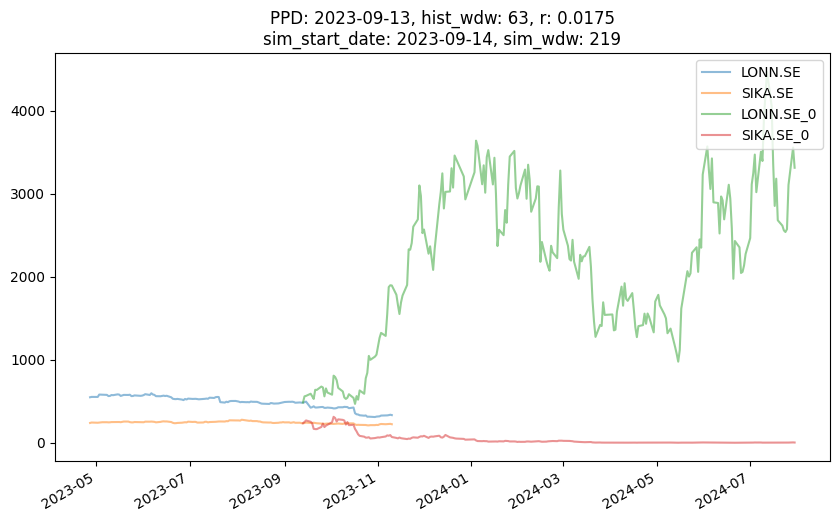 PPD: 2023-09-13, hist_wdw: 63, r: 0.0175
sim_start_date: 2023-09-14, sim_wdw: 219
LONN.SE
SIKA.SE
LONN.SE_0
SIKA.SE_0
4000
3000
2000
1000
0
2023-05
2023-07
2023-09
2023-11
2024-01
2024-03
2024-05
2024-07